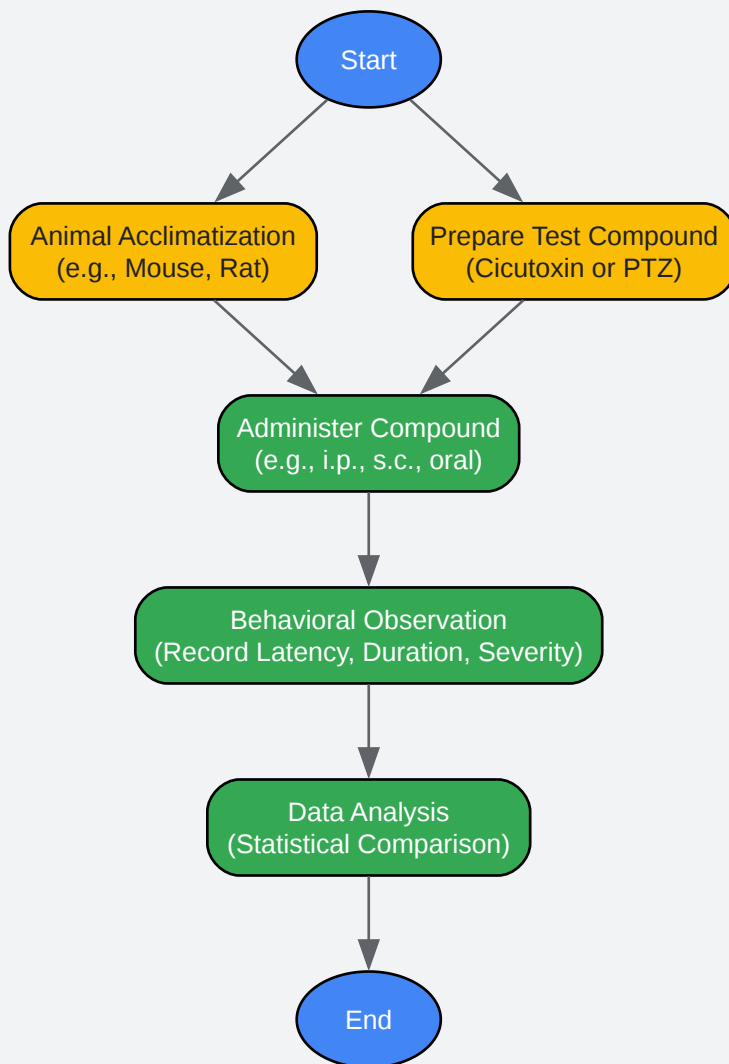 Start
Animal Acclimatization
(e.g., Mouse, Rat)
Prepare Test Compound
(Cicutoxin or PTZ)
Administer Compound
(e.g., i.p., s.c., oral)
Behavioral Observation
(Record Latency, Duration, Severity)
Data Analysis
(Statistical Comparison)
End